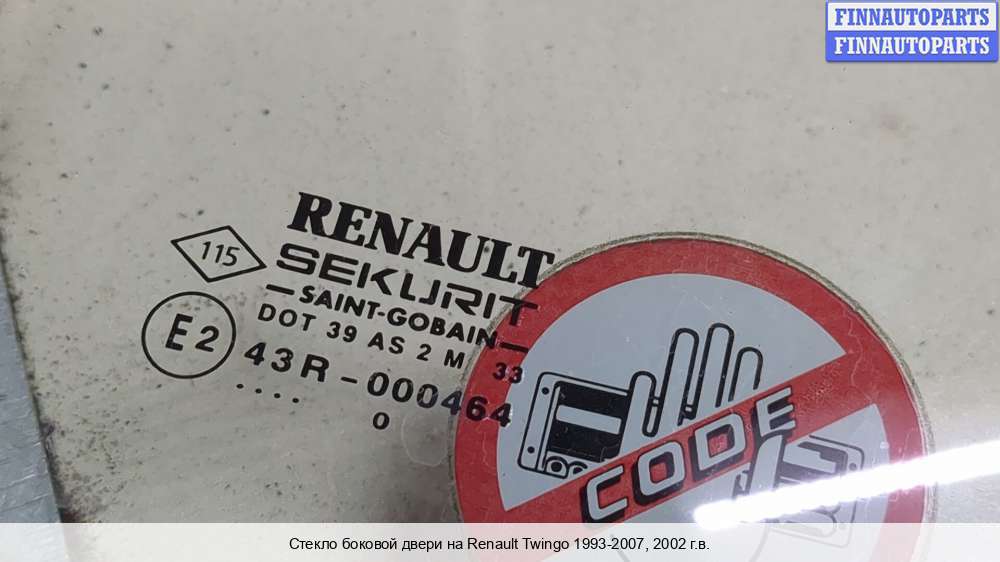 FINNAUTOPARTS
FINNAUTOPARTS
RENAULT
115
SEKURIT
SAINT-GOBAIN
DOT 39 AS 2 M 33
E2
43R-000464
....
0
CODE
Стекло боковой двери на Renault Twingo 1993-2007, 2002 г.в.